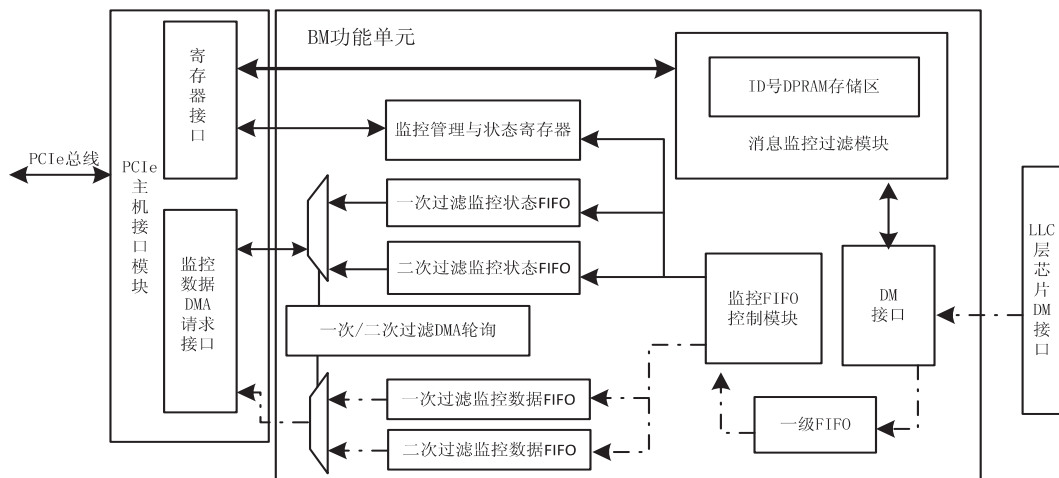 PCIe总线
PCIe主机接口模块
寄存器接口
监控
数据
DMA
请求
接口
BM功能单元
监控管理与状态寄存器
一次过滤监控状态FIFO
二次过滤监控状态FIFO
一次/二次过滤DMA轮询
一次过滤监控数据FIFO
二次过滤监控数据FIFO
ID号DPRAM存储区
消息监控过滤模块
监控FIFO
控制模块
DM
接口
一级FIFO
LLC
层
芯
片
DM
接
口